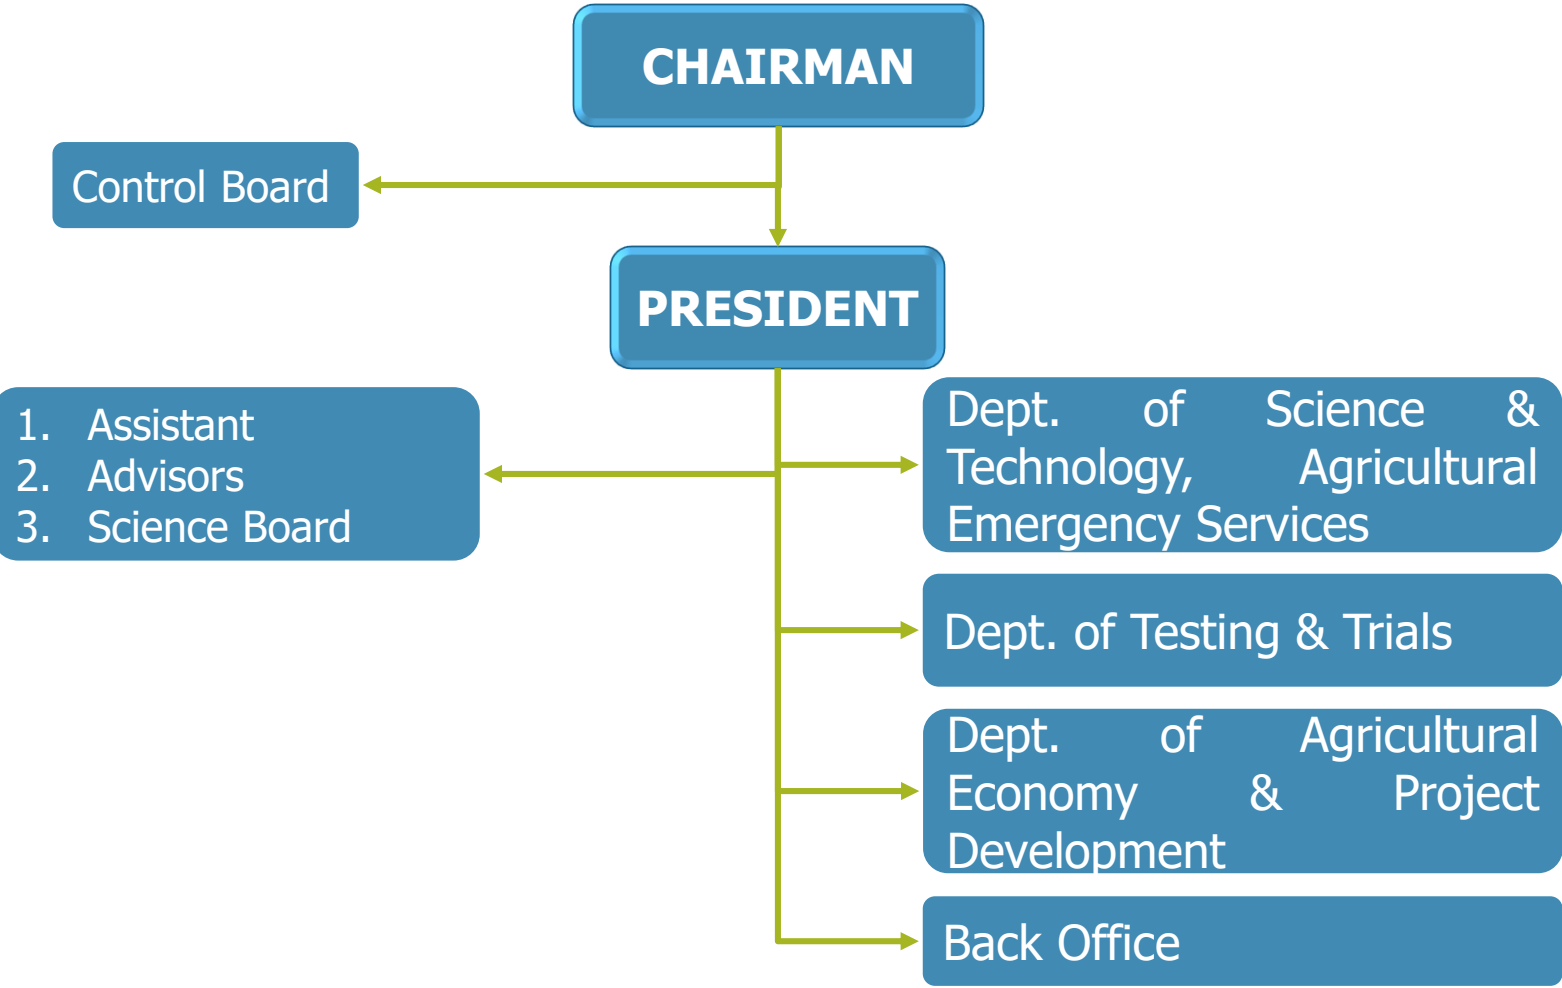 CHAIRMAN
Control Board
PRESIDENT
1. Assistant
2. Advisors
3. Science Board
Dept. of Science &
Technology, Agricultural
Emergency Services
Dept. of Testing & Trials
Dept. of Agricultural
Economy & Project
Development
Back Office